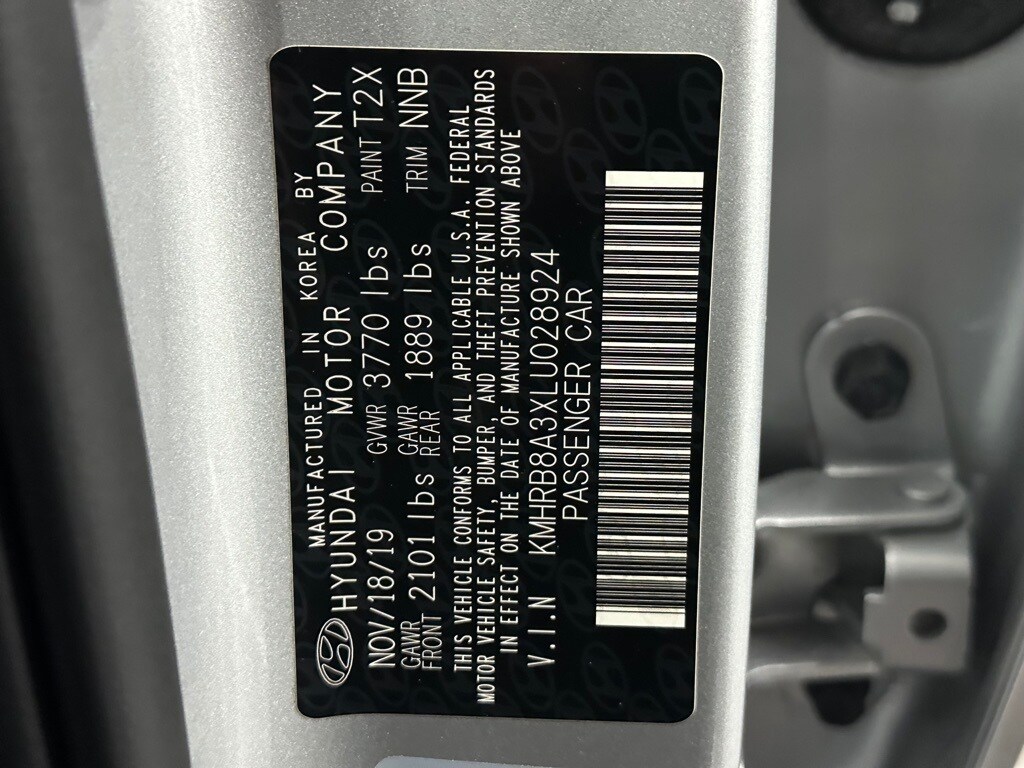 MANUFACTURED IN KOREA BY
HYUNDAI MOTOR COMPANY
NOV/18/19 GVWR 3770 lbs PAINT T2X
GAWR FRONT 2101 lbs GAWR REAR 1889 lbs TRIM NNB
THIS VEHICLE CONFORMS TO ALL APPLICABLE U.S.A. FEDERAL
MOTOR VEHICLE SAFETY, BUMPER, AND THEFT PREVENTION STANDARDS
IN EFFECT ON THE DATE OF MANUFACTURE SHOWN ABOVE
V.I.N KMHRB8A3XLU028924
PASSENGER CAR